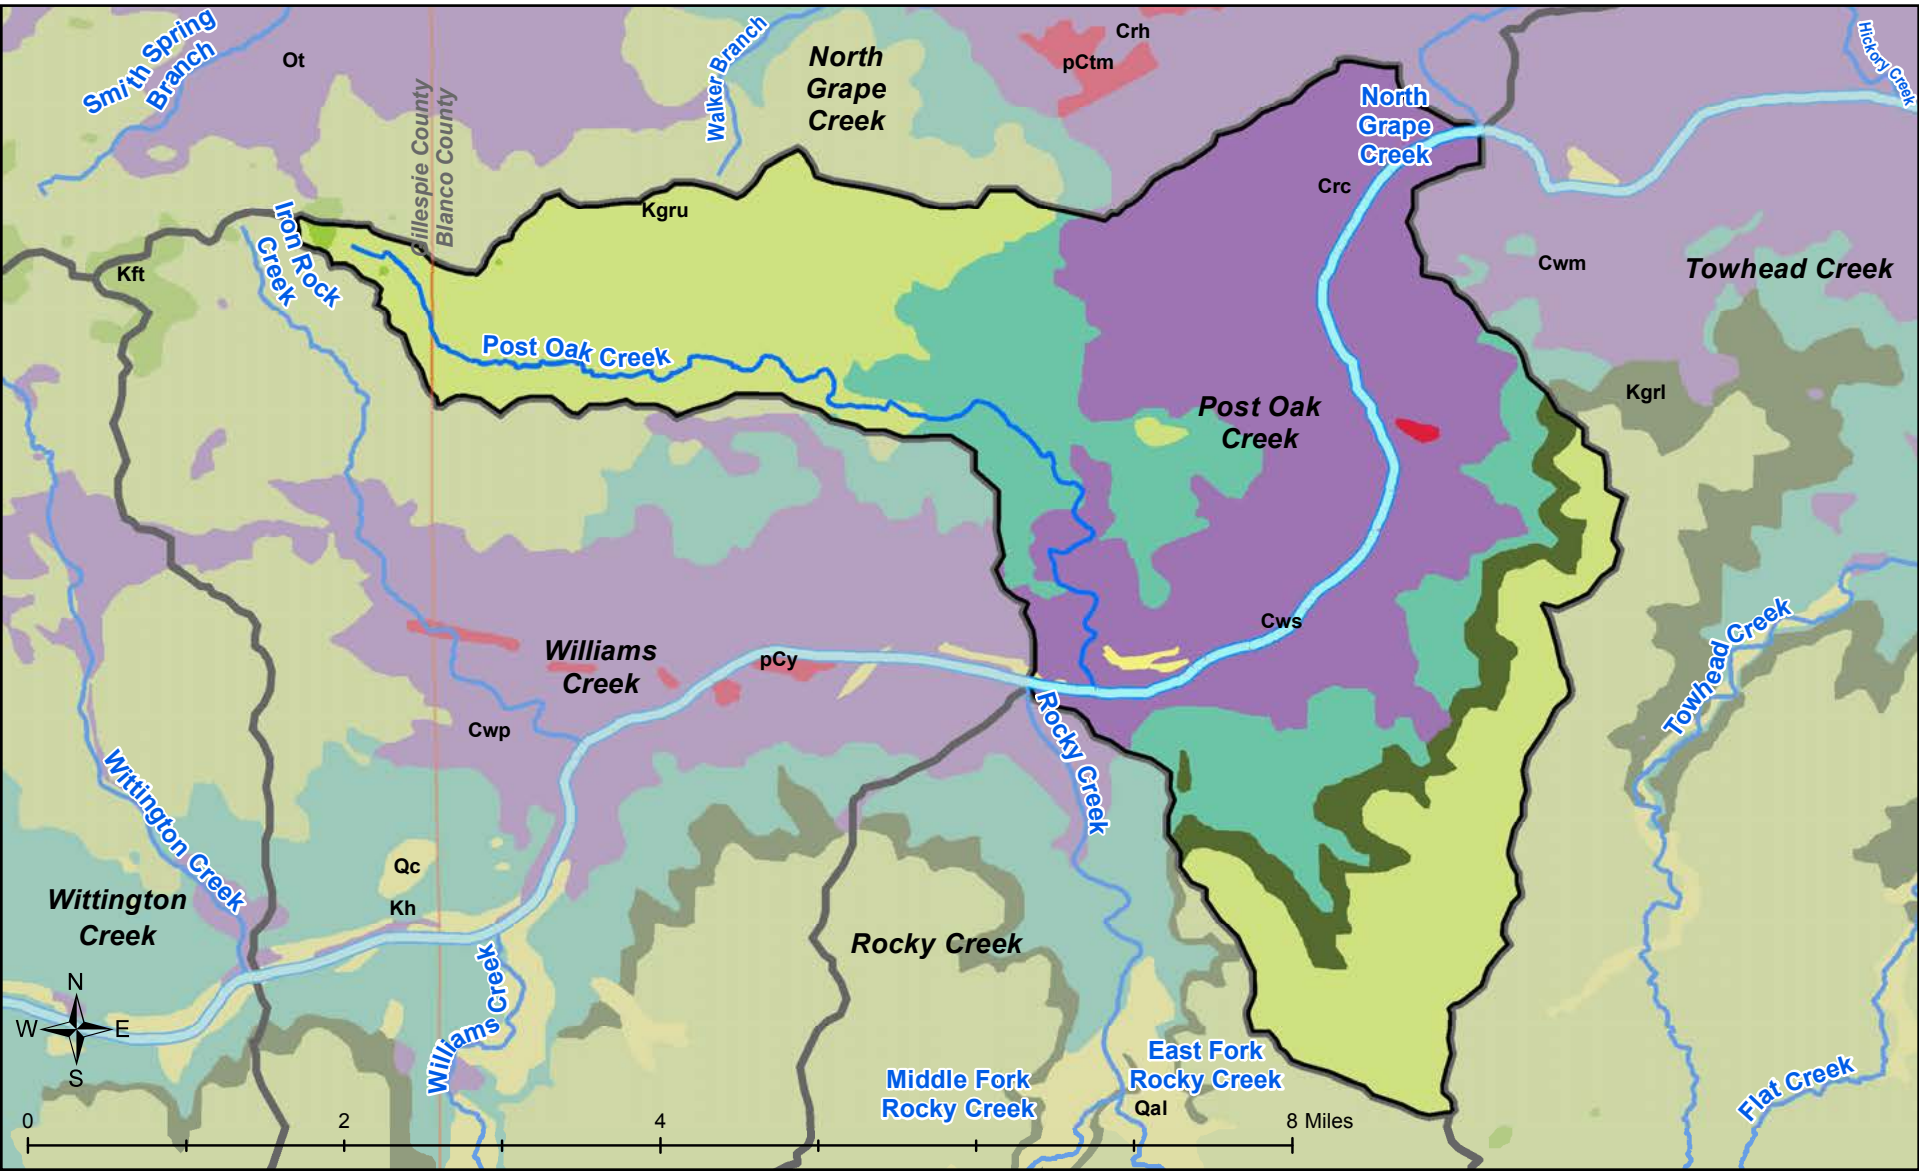 Smith Spring
Branch
Ot
Gillespie County
Blanco County
Walker Branch
North
Grape
Creek
Crh
pCtm
North
Grape
Creek
Hickory Creek
Crc
Kgru
Kft
Iron Rock
Creek
Cwm
Towhead Creek
Post Oak Creek
Kgrl
Post Oak
Creek
Cws
Williams
Creek
pCy
Towhead Creek
Cwp
Rocky Creek
Wittington Creek
Qc
Kh
Wittington
Creek
Rocky Creek
Williams Creek
N
W E
S
Middle Fork
Rocky Creek
East Fork
Rocky Creek
Qal
Flat Creek
0 2 4 8 Miles